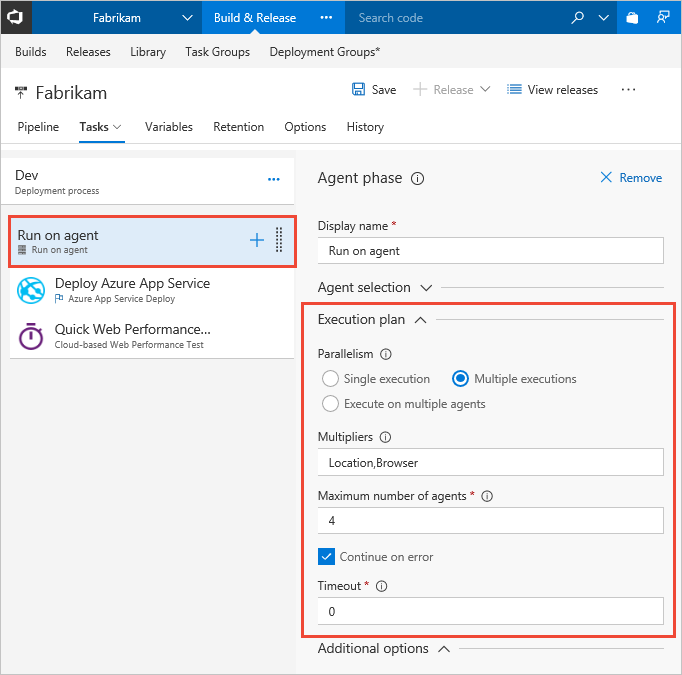 Fabrikam Build & Release ••• Search code
Builds Releases Library Task Groups Deployment Groups*
Fabrikam Save Release View releases ···
Pipeline Tasks Variables Retention Options History
Dev
Deployment process
Run on agent
Run on agent
Deploy Azure App Service
Azure App Service Deploy
Quick Web Performance...
Cloud-based Web Performance Test
Agent phase Remove
Display name *
Run on agent
Agent selection
Execution plan
Parallelism
Single execution Multiple executions
Execute on multiple agents
Multipliers
Location,Browser
Maximum number of agents *
4
Continue on error
Timeout *
0
Additional options